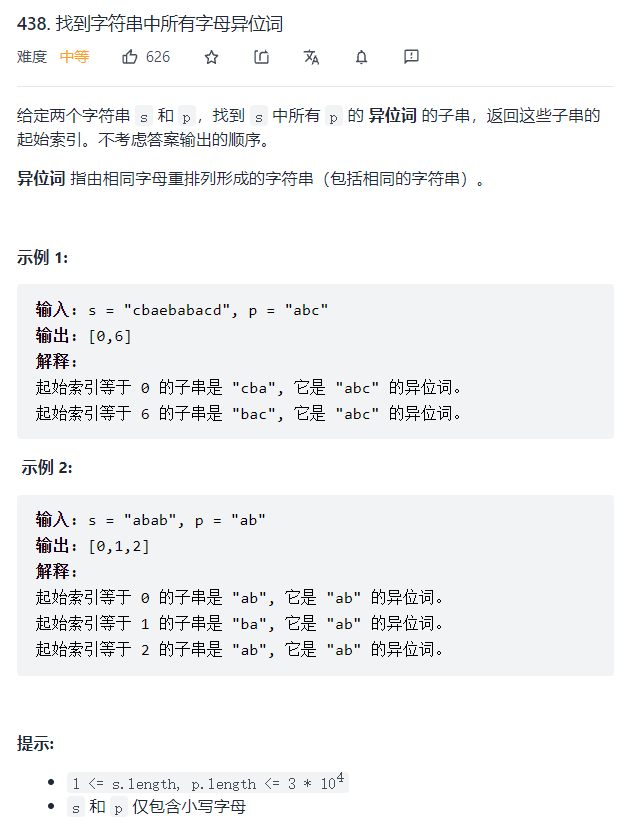 438. 找到字符串中所有字母异位词
难度 中等 626
给定两个字符串 s 和 p，找到 s 中所有 p 的 异位词 的子串，返回这些子串的
起始索引。不考虑答案输出的顺序。
异位词 指由相同字母重排列形成的字符串（包括相同的字符串）。
示例 1:
输入: s = "cbaebabacd", p = "abc"
输出: [0,6]
解释:
起始索引等于 0 的子串是 "cba", 它是 "abc" 的异位词。
起始索引等于 6 的子串是 "bac", 它是 "abc" 的异位词。
示例 2:
输入: s = "abab", p = "ab"
输出: [0,1,2]
解释:
起始索引等于 0 的子串是 "ab", 它是 "ab" 的异位词。
起始索引等于 1 的子串是 "ba", 它是 "ab" 的异位词。
起始索引等于 2 的子串是 "ab", 它是 "ab" 的异位词。
提示:
1 <= s.length, p.length <= 3 * 10⁴
s 和 p 仅包含小写字母